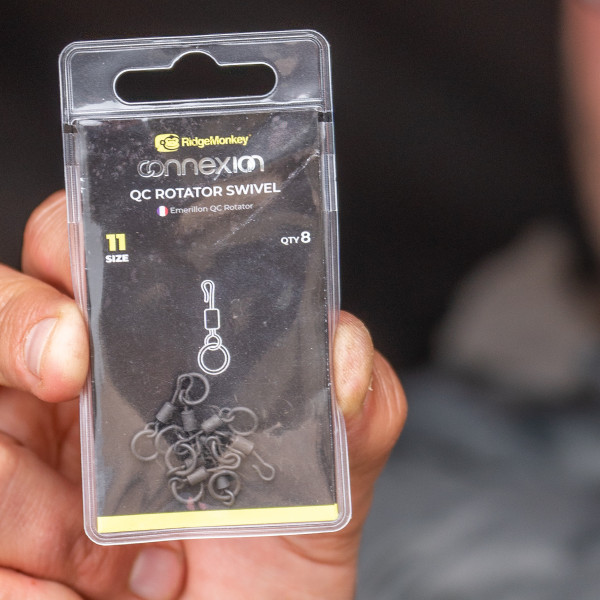 RidgeMonkey
connexion
QC ROTATOR SWIVEL
Emerillon QC Rotator
11
SIZE
QTY 8